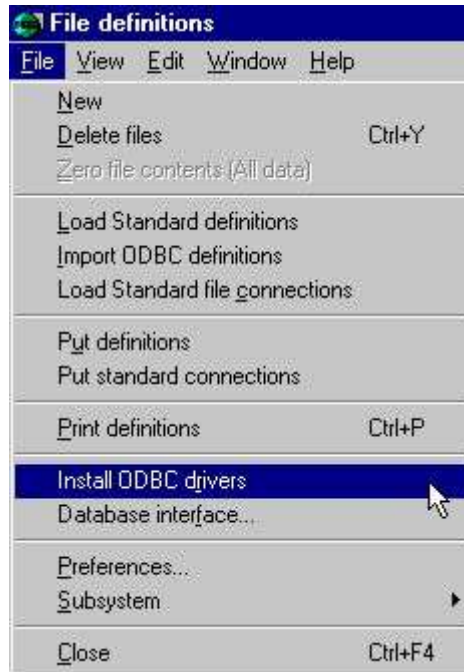 File definitions
File View Edit Window Help
New
Delete files Ctrl+Y
Zero file contents (All data)
Load Standard definitions
Import ODBC definitions
Load Standard file connections
Put definitions
Put standard connections
Print definitions Ctrl+P
Install ODBC drivers
Database interface...
Preferences...
Subsystem
Close Ctrl+F4